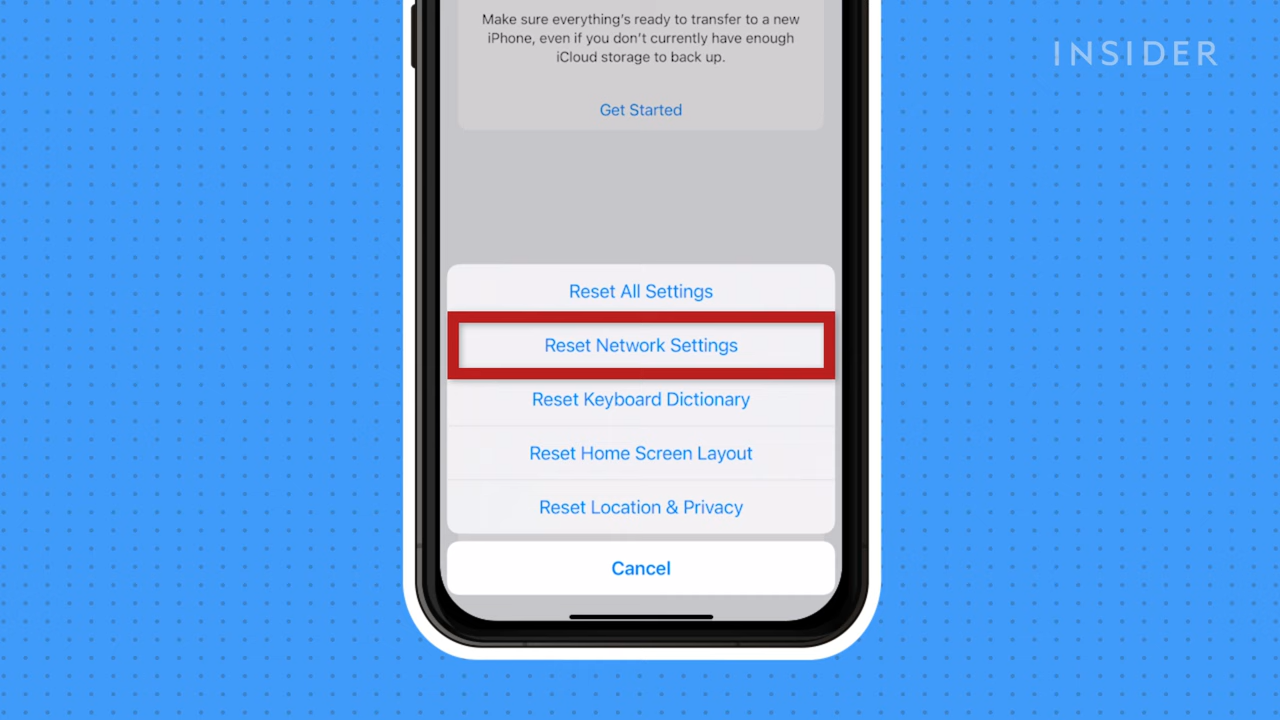 Make sure everything's ready to transfer to a new
iPhone, even if you don't currently have enough
iCloud storage to back up.
INSIDER
Get Started
Reset All Settings
Reset Network Settings
Reset Keyboard Dictionary
Reset Home Screen Layout
Reset Location & Privacy
Cancel